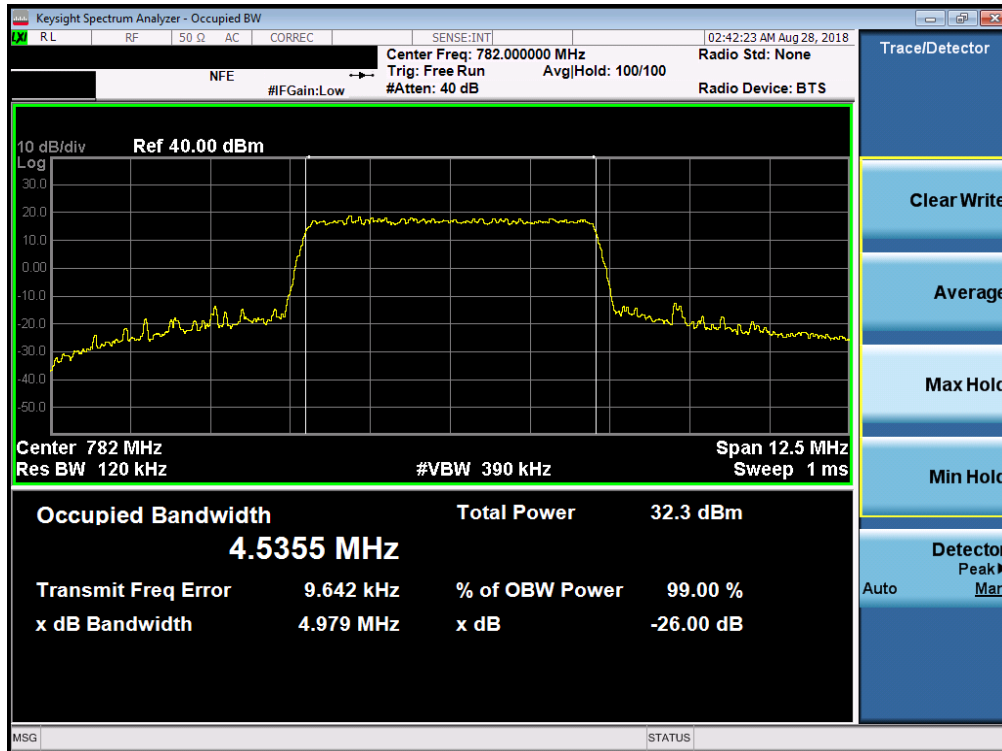 Keysight Spectrum Analyzer - Occupied BW
LXI RL RF 50 Ω AC CORREC SENSE:INT 02:42:23 AM Aug 28, 2018
Center Freq: 782.000000 MHz Radio Std: None
NFE Trig: Free Run Avg|Hold: 100/100
#IFGain:Low #Atten: 40 dB Radio Device: BTS
10 dB/div Ref 40.00 dBm
Log
30.0
20.0
10.0
0.00
-10.0
-20.0
-30.0
-40.0
-50.0
Center 782 MHz Span 12.5 MHz
Res BW 120 kHz #VBW 390 kHz Sweep 1 ms
Occupied Bandwidth Total Power 32.3 dBm
4.5355 MHz
Transmit Freq Error 9.642 kHz % of OBW Power 99.00 %
x dB Bandwidth 4.979 MHz x dB -26.00 dB
MSG STATUS
Trace/Detector
Clear Write
Average
Max Hold
Min Hold
Detector
Peak
Auto Man